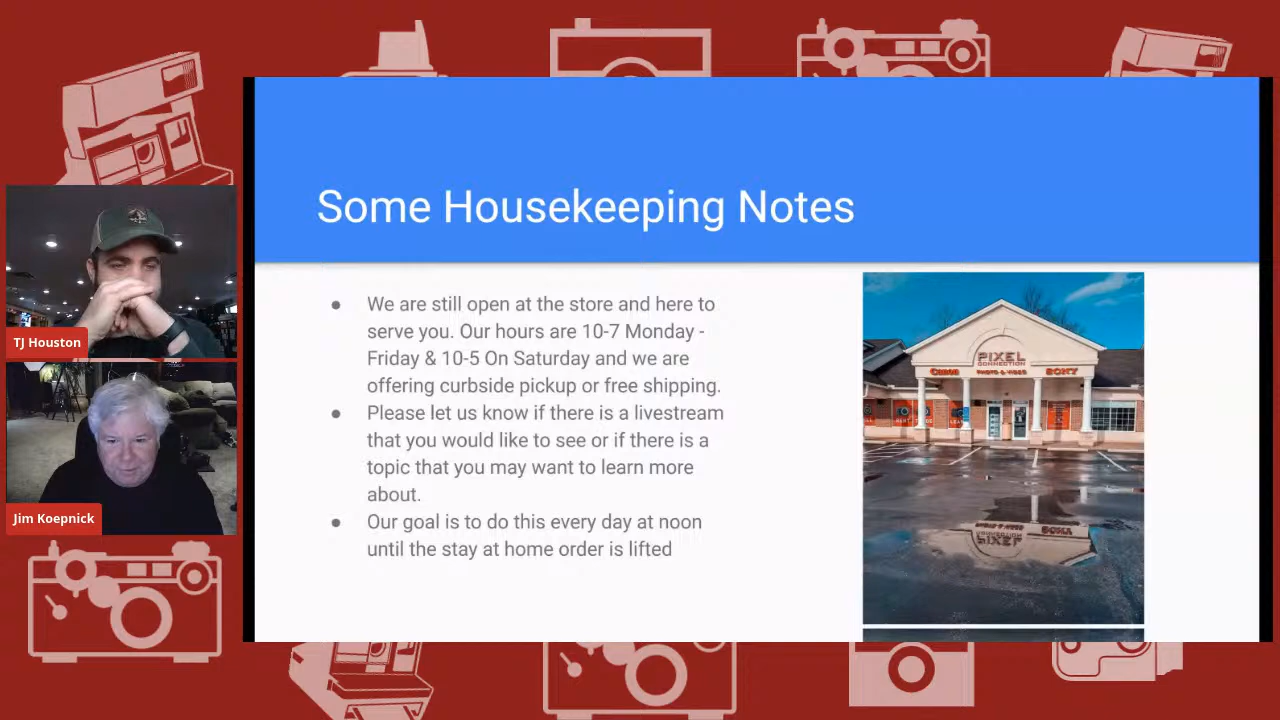 Some Housekeeping Notes
TJ Houston
Jim Koepnick
● We are still open at the store and here to
serve you. Our hours are 10-7 Monday -
Friday & 10-5 On Saturday and we are
offering curbside pickup or free shipping.
● Please let us know if there is a livestream
that you would like to see or if there is a
topic that you may want to learn more
about.
● Our goal is to do this every day at noon
until the stay at home order is lifted
PIXEL
CONNECTION
Canon PHOTO & VIDEO SONY